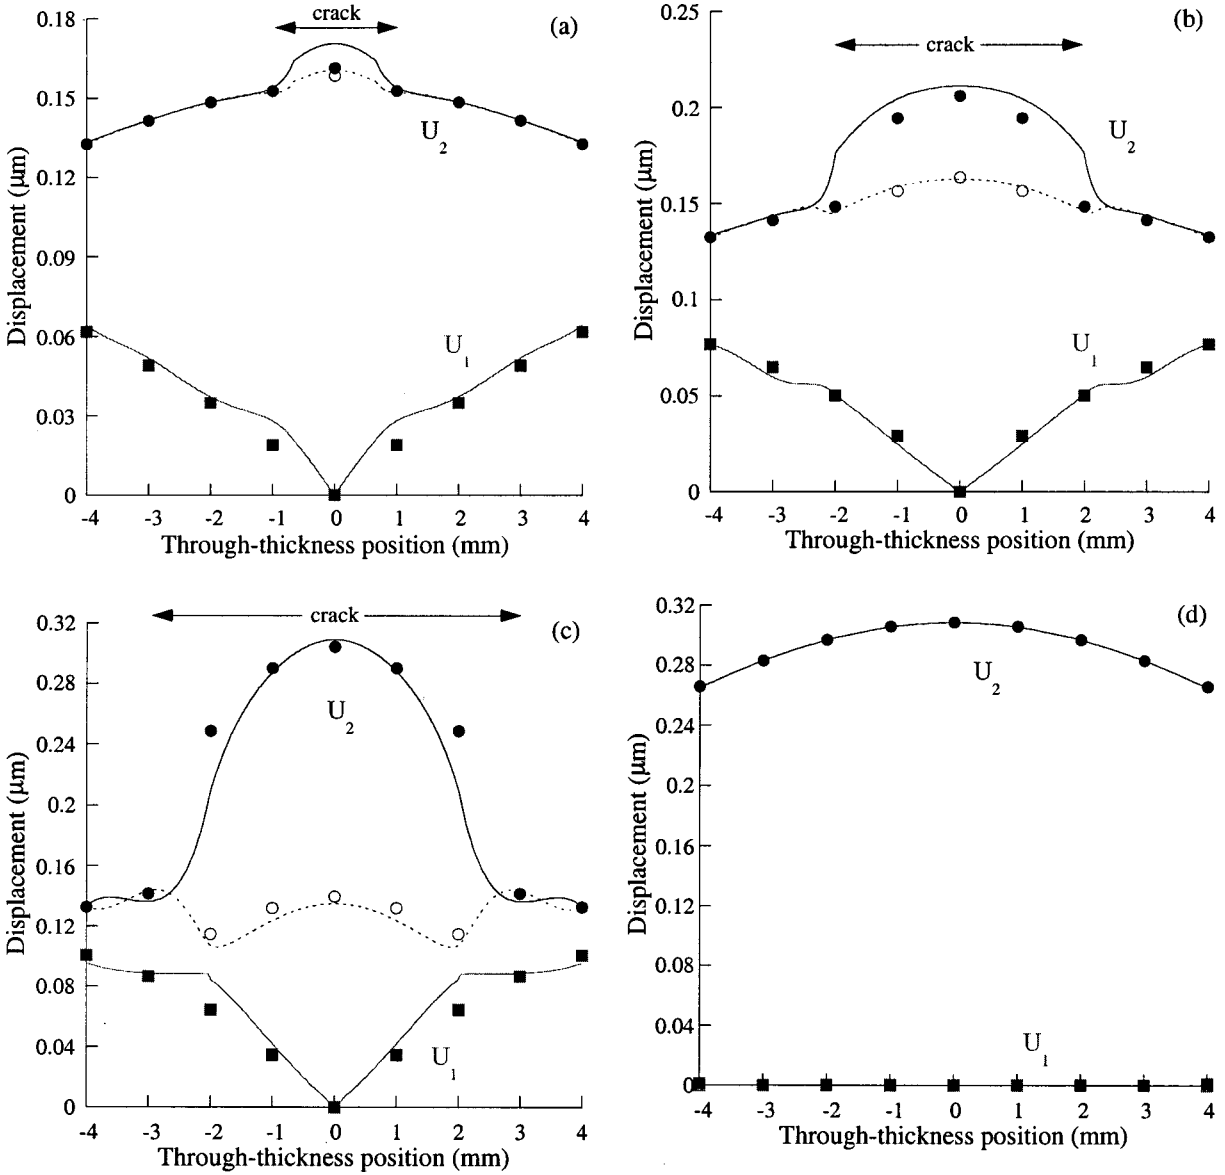 0.18
0.15
0.12
0.09
0.06
0.03
0
Displacement (μm)
crack
(a)
U2
U1
-4 -3 -2 -1 0 1 2 3 4
Through-thickness position (mm)
0.25
0.2
0.15
0.1
0.05
0
Displacement (μm)
crack
(b)
U2
U1
-4 -3 -2 -1 0 1 2 3 4
Through-thickness position (mm)
0.32
0.28
0.24
0.2
0.16
0.12
0.08
0.04
0
Displacement (μm)
crack
(c)
U2
U1
-4 -3 -2 -1 0 1 2 3 4
Through-thickness position (mm)
0.32
0.28
0.24
0.2
0.16
0.12
0.08
0.04
0
Displacement (μm)
(d)
U2
U1
-4 -3 -2 -1 0 1 2 3 4
Through-thickness position (mm)